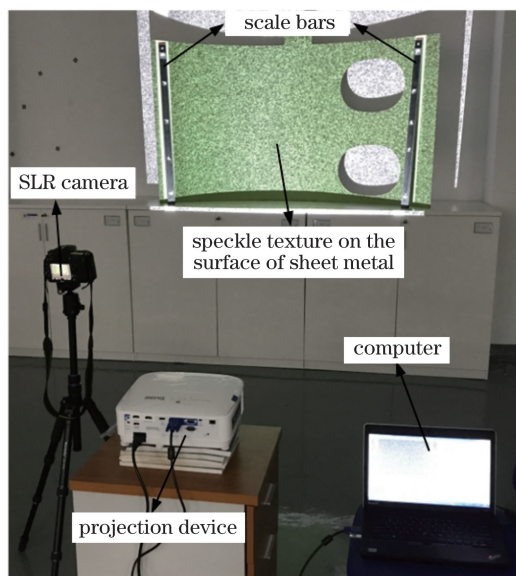 scale bars
SLR camera
speckle texture on the
surface of sheet metal
computer
projection device